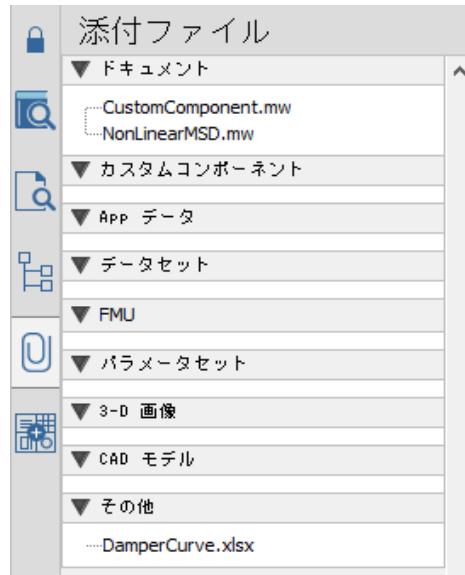 添付ファイル
ドキュメント
CustomComponent.mw
NonLinearMSD.mw
カスタムコンポーネント
App データ
データセット
FMU
パラメータセット
3-D 画像
CAD モデル
その他
DamperCurve.xlsx